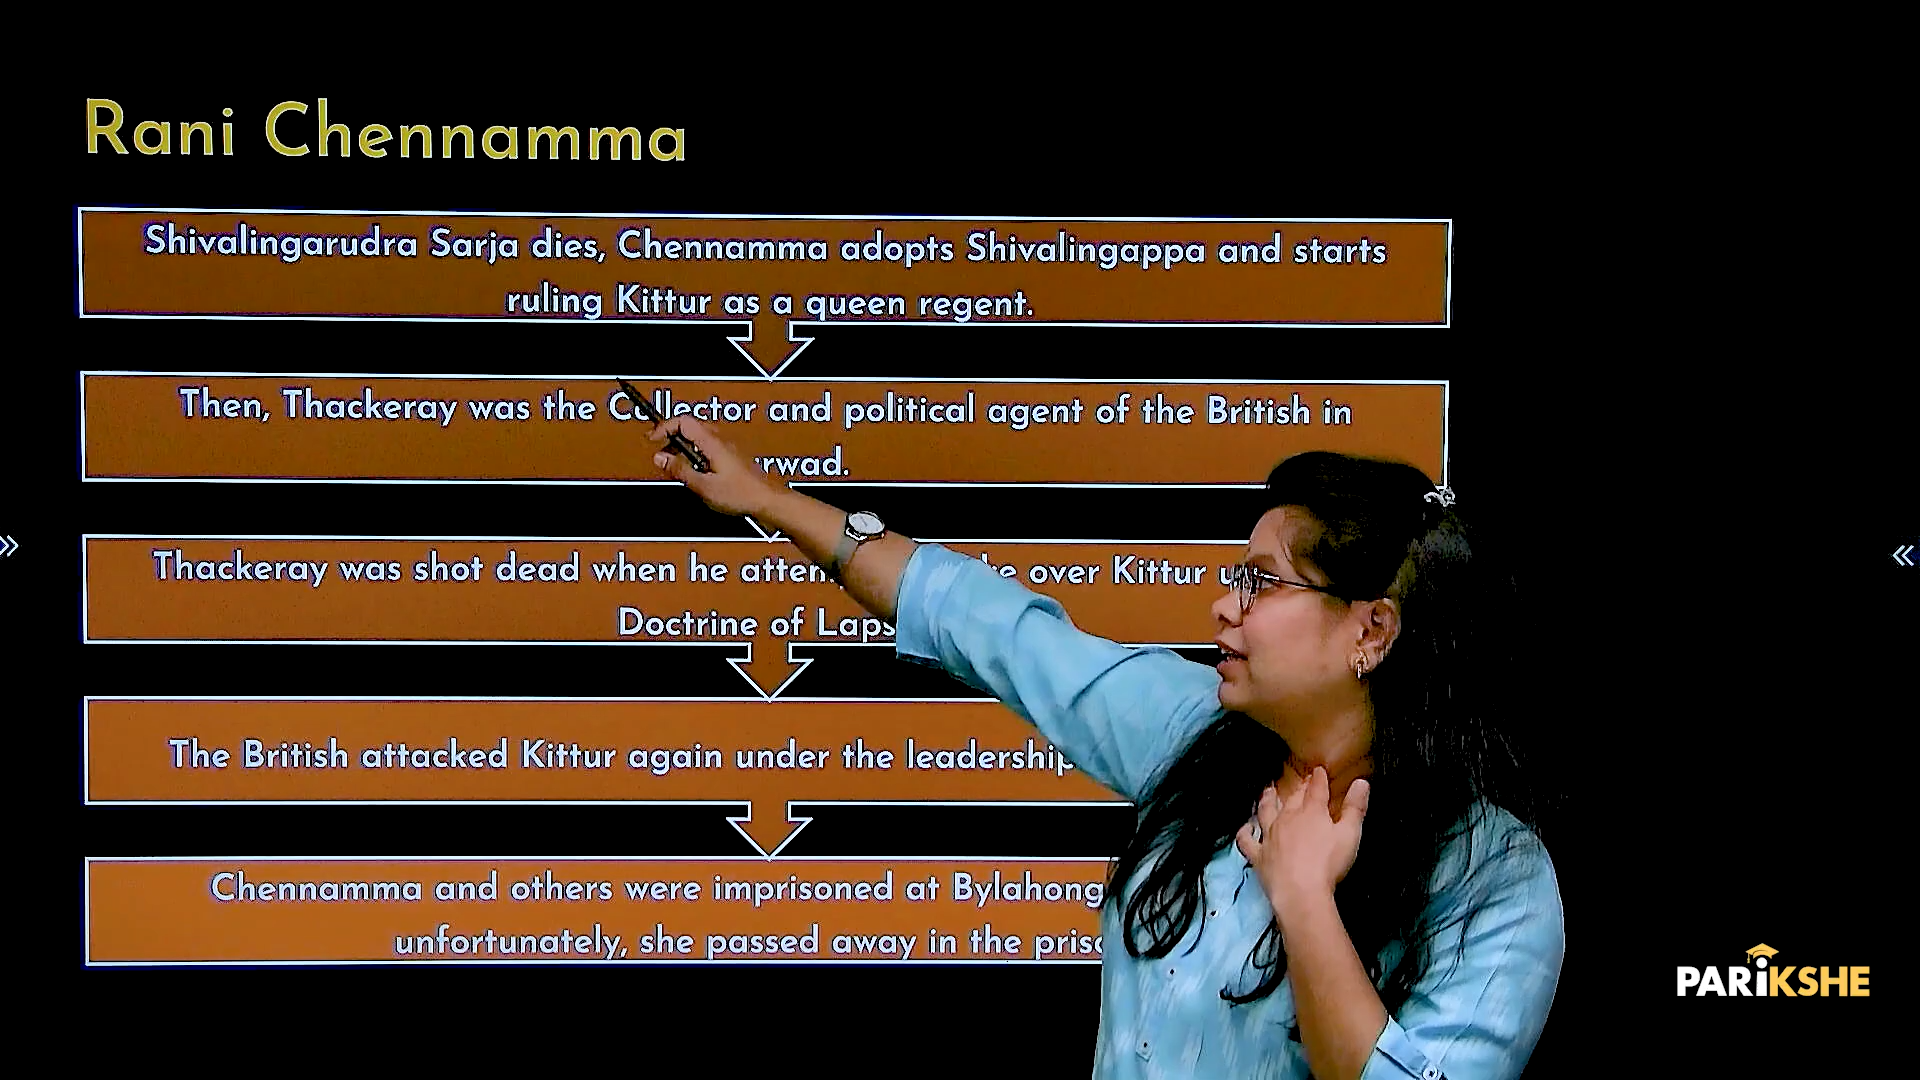 Rani Chennamma
Shivalingarudra Sarja dies, Chennamma adopts Shivalingappa and starts
ruling Kittur as a queen regent.
Then, Thackeray was the Collector and political agent of the British in
Thackeray was shot dead when he over Kittur
Doctrine of
The British attacked Kittur again under the leadership
Chennamma and others were imprisoned at
unfortunately, she passed away in the
PARIKSHE